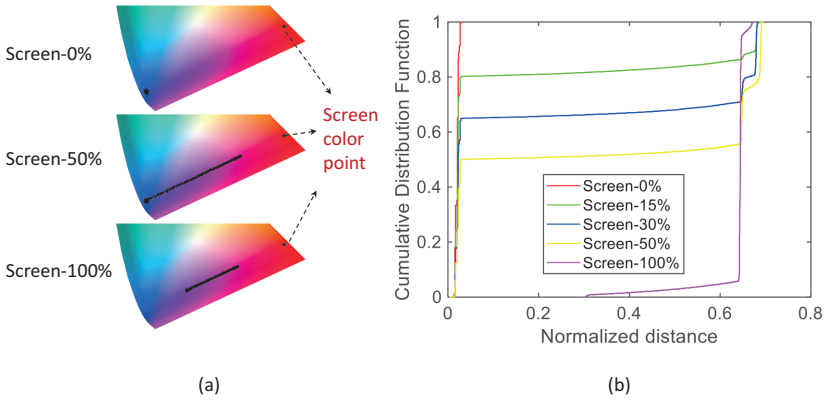 Screen-0%
Screen-50%
Screen-100%
Screen
color
point
(a)
Cumulative Distribution Function
1
0.8
0.6
0.4
0.2
0
0
0.2
0.4
0.6
0.8
Normalized distance
Screen-0%
Screen-15%
Screen-30%
Screen-50%
Screen-100%
(b)